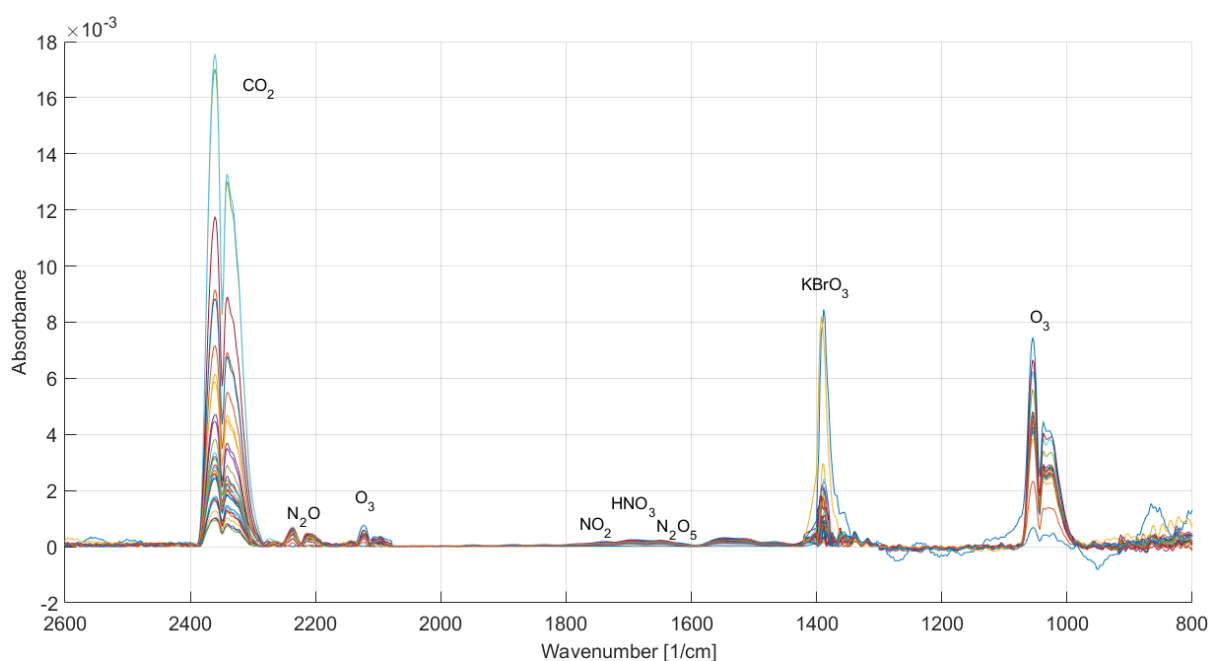 ×10⁻³
18
16
14
12
10
8
6
4
2
0
-2
Absorbance
CO₂
N₂O
O₃
NO₂
HNO₃
N₂O₅
KBrO₃
O₃
2600 2400 2200 2000 1800 1600 1400 1200 1000 800
Wavenumber [1/cm]